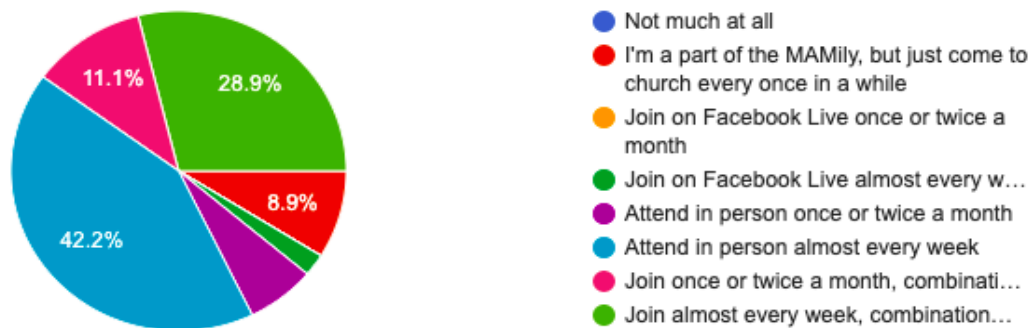 28.9%
11.1%
8.9%
42.2%
Not much at all
I'm a part of the MAMily, but just come to
church every once in a while
Join on Facebook Live once or twice a
month
Join on Facebook Live almost every w…
Attend in person once or twice a month
Attend in person almost every week
Join once or twice a month, combinati…
Join almost every week, combination…